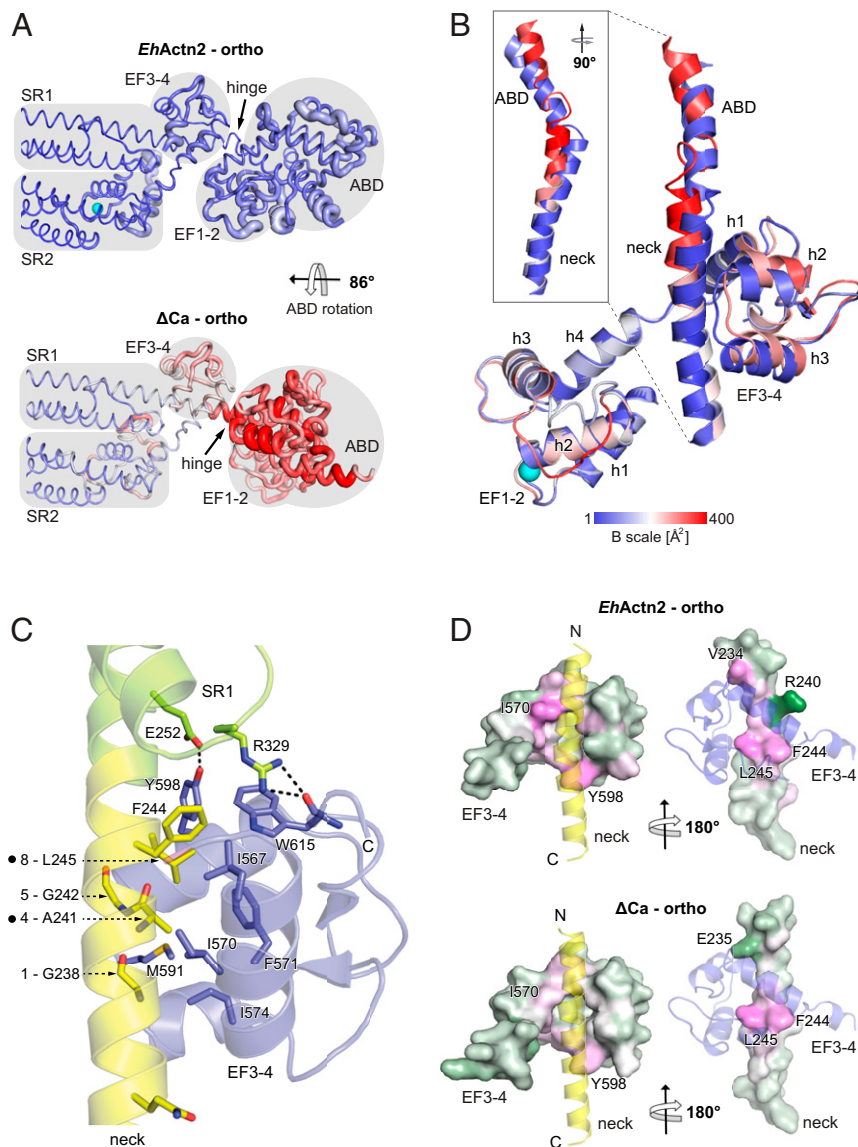 A
EhActn2 - ortho
EF3-4
SR1
hinge
ABD
SR2
EF1-2
86°
ABD rotation
ΔCa - ortho
EF3-4
SR1
hinge
ABD
SR2
EF1-2
B
90°
ABD
neck
ABD
neck
h1
h2
h3
EF3-4
h3
h4
h2
h1
EF1-2
1 400
B scale [Å²]
C
SR1
E252
R329
Y598
F244
W615
C
I567
8 - L245
5 - G242
4 - A241
I570
F571
M591
1 - G238
I574
EF3-4
neck
D
EhActn2 - ortho
N
I570
Y598
EF3-4
neck
C
180°
V234
R240
F244
L245
EF3-4
neck
ΔCa - ortho
N
I570
Y598
EF3-4
neck
C
180°
E235
F244
L245
EF3-4
neck